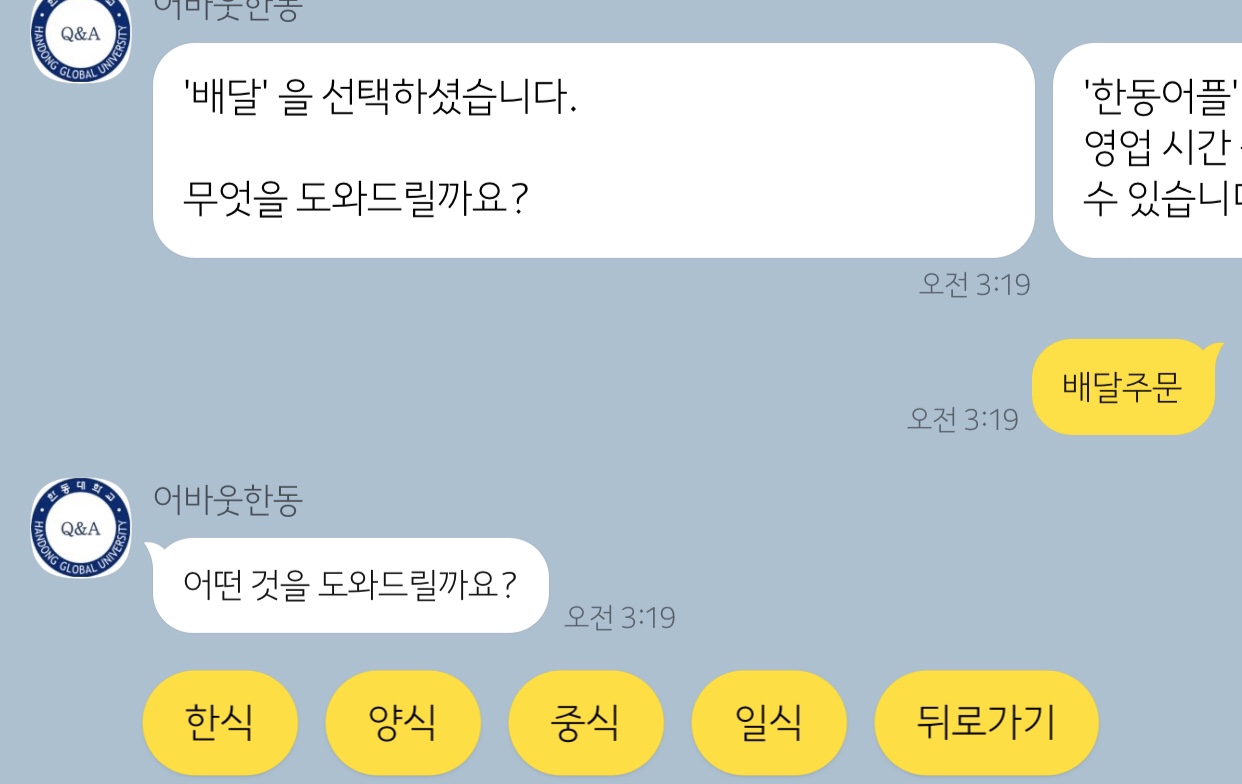 어바웃한동
Q&A
HANDONG GLOBAL UNIVERSITY
'배달' 을 선택하셨습니다.
무엇을 도와드릴까요?
'한동어플'
영업 시간
수 있습니다
오전 3:19
배달주문
오전 3:19
한동대학교
Q&A
HANDONG GLOBAL UNIVERSITY
어바웃한동
어떤 것을 도와드릴까요?
오전 3:19
한식
양식
중식
일식
뒤로가기